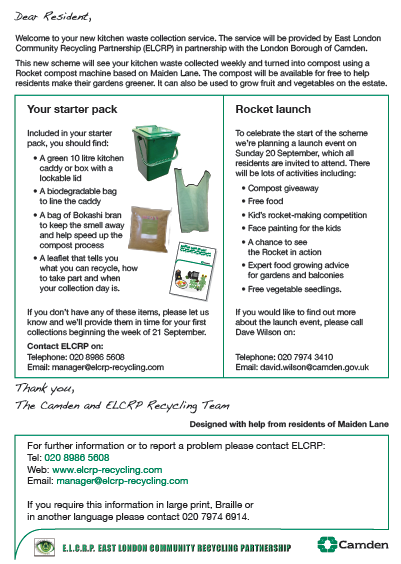 Dear Resident,
Welcome to your new kitchen waste collection service. The service will be provided by East London
Community Recycling Partnership (ELCRP) in partnership with the London Borough of Camden.
This new scheme will see your kitchen waste collected weekly and turned into compost using a
Rocket compost machine based on Maiden Lane. The compost will be available for free to help
residents make their gardens greener. It can also be used to grow fruit and vegetables on the estate.
Your starter pack
Included in your starter
pack, you should find:
• A green 10 litre kitchen
caddy or box with a
lockable lid
• A biodegradable bag
to line the caddy
• A bag of Bokashi bran
to keep the smell away
and help speed up the
compost process
• A leaflet that tells you
what you can recycle, how
to take part and when
your collection day is.
If you don't have any of these items, please let us
know and we'll provide them in time for your first
collections beginning the week of 21 September.
Contact ELCRP on:
Telephone: 020 8986 5608
Email: manager@elcrp-recycling.com
Rocket launch
To celebrate the start of the scheme
we're planning a launch event on
Sunday 20 September, which all
residents are invited to attend. There
will be lots of activities including:
• Compost giveaway
• Free food
• Kid's rocket-making competition
• Face painting for the kids
• A chance to see
the Rocket in action
• Expert food growing advice
for gardens and balconies
• Free vegetable seedlings.
If you would like to find out more
about the launch event, please call
Dave Wilson on:
Telephone: 020 7974 3410
Email: david.wilson@camden.gov.uk
Thank you,
The Camden and ELCRP Recycling Team
Designed with help from residents of Maiden Lane
For further information or to report a problem please contact ELCRP:
Tel: 020 8986 5608
Web: www.elcrp-recycling.com
Email: manager@elcrp-recycling.com
If you require this information in large print, Braille or
in another language please contact 020 7974 6914.
E.L.C.R.P. EAST LONDON COMMUNITY RECYCLING PARTNERSHIP
Camden